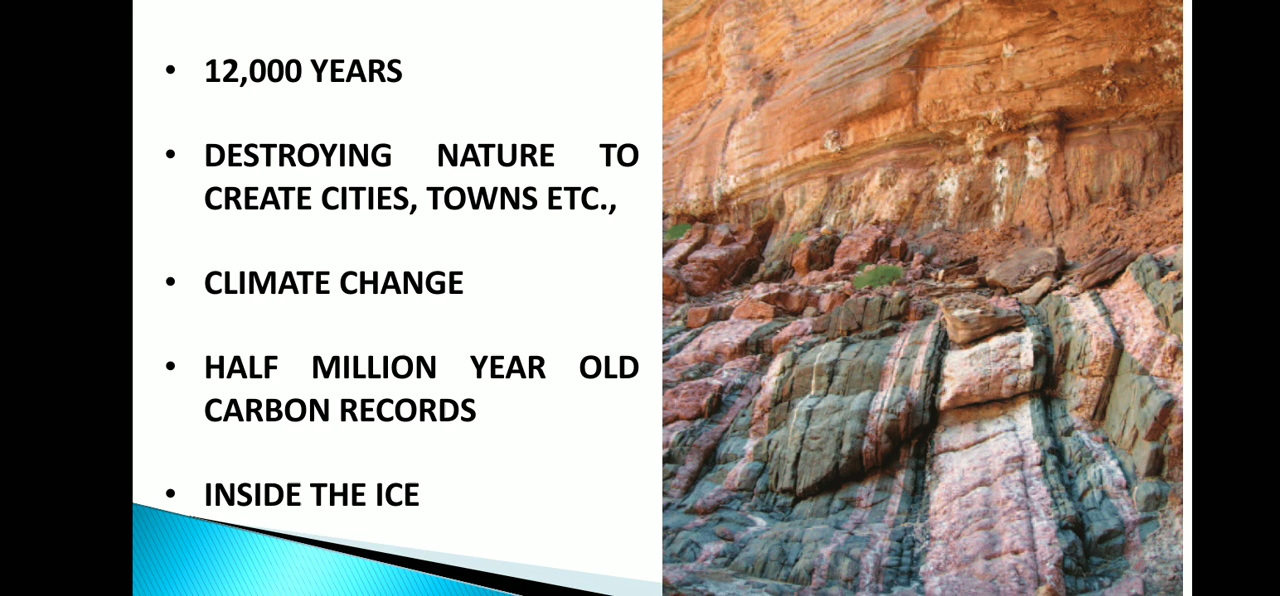 • 12,000 YEARS
• DESTROYING NATURE TO
CREATE CITIES, TOWNS ETC.,
• CLIMATE CHANGE
• HALF MILLION YEAR OLD
CARBON RECORDS
• INSIDE THE ICE